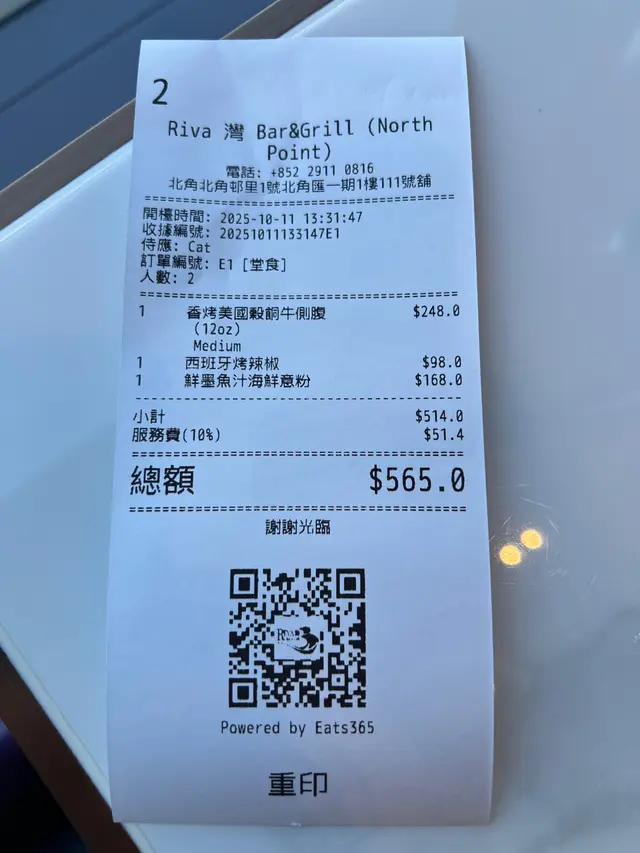 2
Riva 灣 Bar&Grill (North
Point)
電話: +852 2911 0816
北角北角邨里1號北角匯一期1樓111號舖
開檯時間: 2025-10-11 13:31:47
收據編號: 20251011133147E1
侍應: Cat
訂單編號: E1 [堂食]
人數: 2
1 香烤美國穀飼牛側腹 $248.0
(12oz)
Medium
1 西班牙烤辣椒 $98.0
1 鮮墨魚汁海鮮意粉 $168.0
小計 $514.0
服務費(10%) $51.4
總額 $565.0
謝謝光臨
RIVA
Powered by Eats365
重印